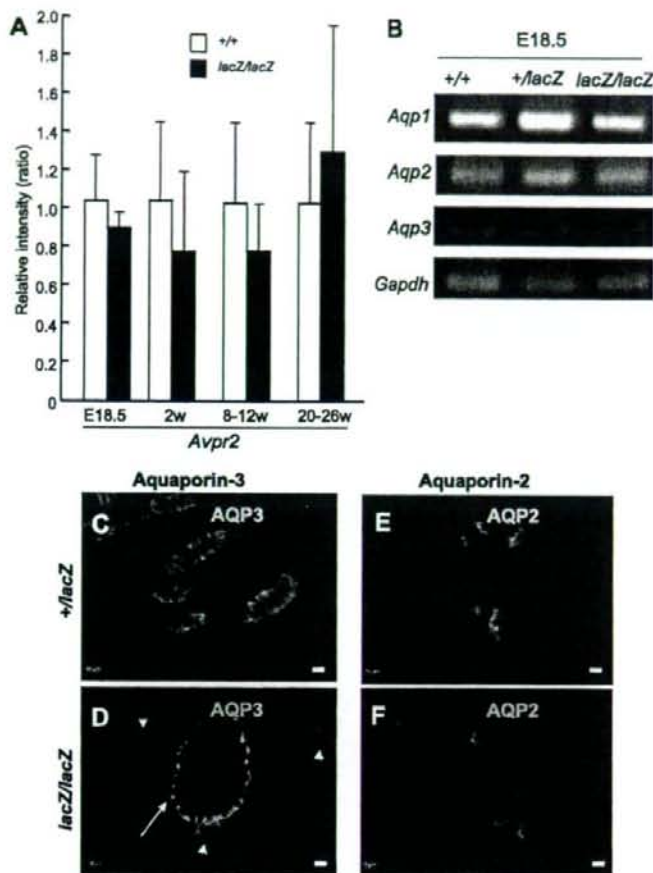 A
2.0
1.8
1.6
1.4
1.2
1.0
0.8
0.6
0.4
0.2
0
Relative intensity (ratio)
+/+
lacZ/lacZ
E18.5 2w 8-12w 20-26w
Avpr2
B
E18.5
+/+ +/lacZ lacZ/lacZ
Aqp1
Aqp2
Aqp3
Gapdh
Aquaporin-3 Aquaporin-2
+/lacZ
C AQP3
E AQP2
lacZ/lacZ
D AQP3
F AQP2